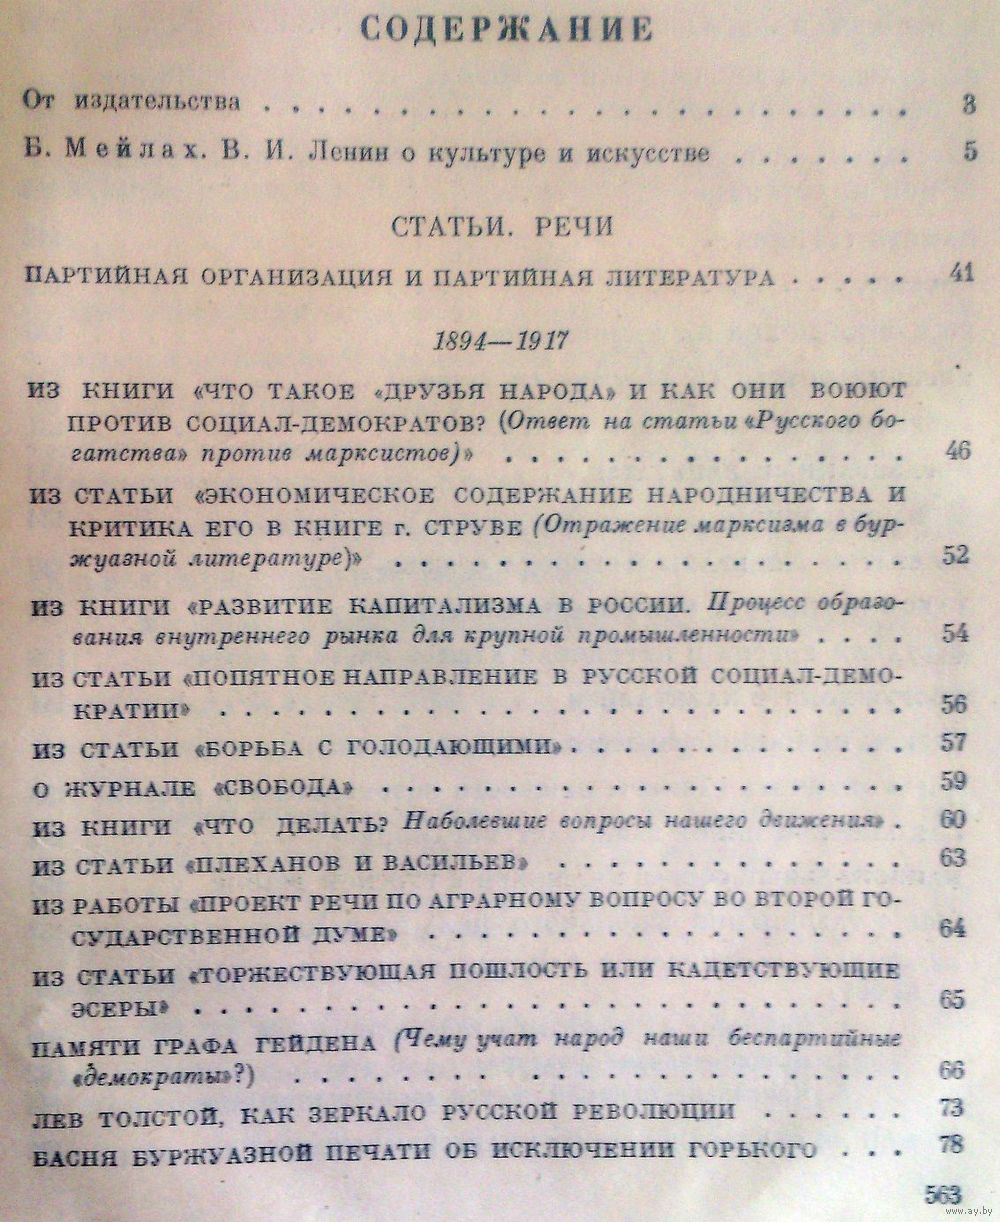 СОДЕРЖАНИЕ
От издательства . . . . . . . . . . . . . . . . . . . . . . . . 3
Б. Мейлах. В. И. Ленин о культуре и искусстве . . . . . . . 5
СТАТЬИ. РЕЧИ
ПАРТИЙНАЯ ОРГАНИЗАЦИЯ И ПАРТИЙНАЯ ЛИТЕРАТУРА . . . . . 41
1894—1917
ИЗ КНИГИ «ЧТО ТАКОЕ «ДРУЗЬЯ НАРОДА» И КАК ОНИ ВОЮЮТ
ПРОТИВ СОЦИАЛ-ДЕМОКРАТОВ? (Ответ на статьи «Русского бо-
гатства» против марксистов)» . . . . . . . . . . . . . . . 46
ИЗ СТАТЬИ «ЭКОНОМИЧЕСКОЕ СОДЕРЖАНИЕ НАРОДНИЧЕСТВА И
КРИТИКА ЕГО В КНИГЕ г. СТРУВЕ (Отражение марксизма в бур-
жуазной литературе)» . . . . . . . . . . . . . . . . . . . 52
ИЗ КНИГИ «РАЗВИТИЕ КАПИТАЛИЗМА В РОССИИ. Процесс образо-
вания внутреннего рынка для крупной промышленности» . . . . 54
ИЗ СТАТЬИ «ПОПЯТНОЕ НАПРАВЛЕНИЕ В РУССКОЙ СОЦИАЛ-ДЕМО-
КРАТИИ» . . . . . . . . . . . . . . . . . . . . . . . . . 56
ИЗ СТАТЬИ «БОРЬБА С ГОЛОДАЮЩИМИ» . . . . . . . . . . . . 57
О ЖУРНАЛЕ «СВОБОДА» . . . . . . . . . . . . . . . . . . . 59
ИЗ КНИГИ «ЧТО ДЕЛАТЬ? Наболевшие вопросы нашего движения» . 60
ИЗ СТАТЬИ «ПЛЕХАНОВ И ВАСИЛЬЕВ» . . . . . . . . . . . . . 63
ИЗ РАБОТЫ «ПРОЕКТ РЕЧИ ПО АГРАРНОМУ ВОПРОСУ ВО ВТОРОЙ ГО-
СУДАРСТВЕННОЙ ДУМЕ» . . . . . . . . . . . . . . . . . . 64
ИЗ СТАТЬИ «ТОРЖЕСТВУЮЩАЯ ПОШЛОСТЬ ИЛИ КАДЕТСТВУЮЩИЕ
ЭСЕРЫ» . . . . . . . . . . . . . . . . . . . . . . . . . . 65
ПАМЯТИ ГРАФА ГЕЙДЕНА (Чему учат народ наши беспартийные
«демократы»?) . . . . . . . . . . . . . . . . . . . . . . 66
ЛЕВ ТОЛСТОЙ, КАК ЗЕРКАЛО РУССКОЙ РЕВОЛЮЦИИ . . . . . . 73
БАСНЯ БУРЖУАЗНОЙ ПЕЧАТИ ОБ ИСКЛЮЧЕНИИ ГОРЬКОГО . . . 78
563
www.ay.by